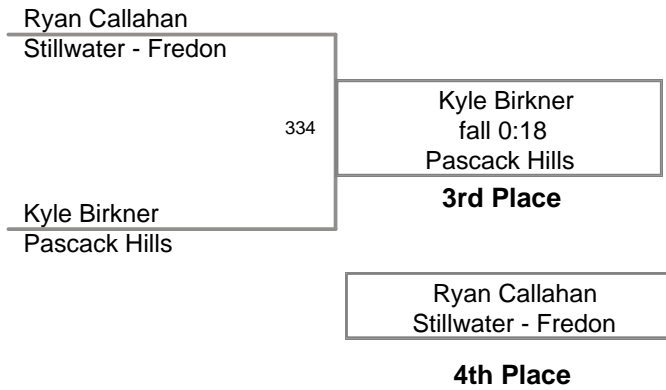 Ryan Callahan
Stillwater - Fredon
334
Kyle Birkner
fall 0:18
Pascack Hills
3rd Place
Kyle Birkner
Pascack Hills
Ryan Callahan
Stillwater - Fredon
4th Place